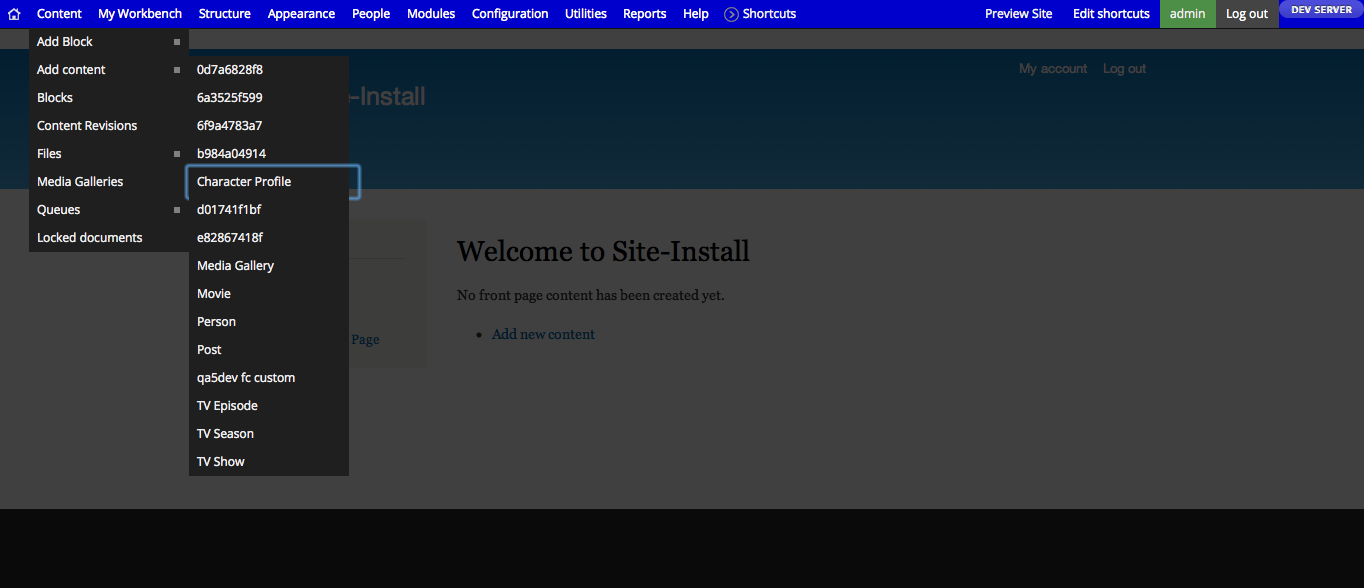 Content My Workbench Structure Appearance People Modules Configuration Utilities Reports Help Shortcuts Preview Site Edit shortcuts admin Log out DEV SERVER
Add Block
Add content
Blocks
Content Revisions
Files
Media Galleries
Queues
Locked documents
0d7a6828f8
6a3525f599
6f9a4783a7
b984a04914
Character Profile
d01741f1bf
e82867418f
Media Gallery
Movie
Person
Post
qa5dev fc custom
TV Episode
TV Season
TV Show
My account Log out
-Install
Page
Welcome to Site-Install
No front page content has been created yet.
• Add new content